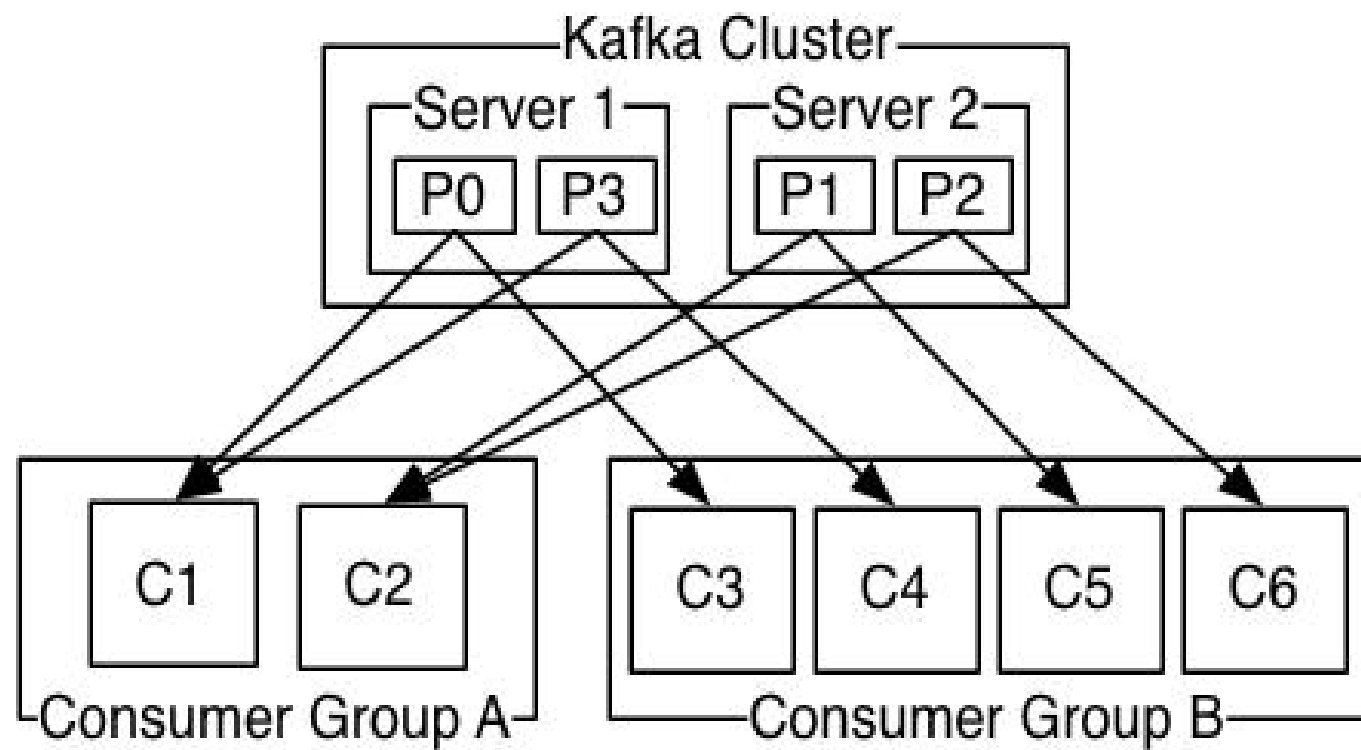 Kafka Cluster
Server 1
Server 2
P0
P3
P1
P2
C1
C2
C3
C4
C5
C6
Consumer Group A
Consumer Group B